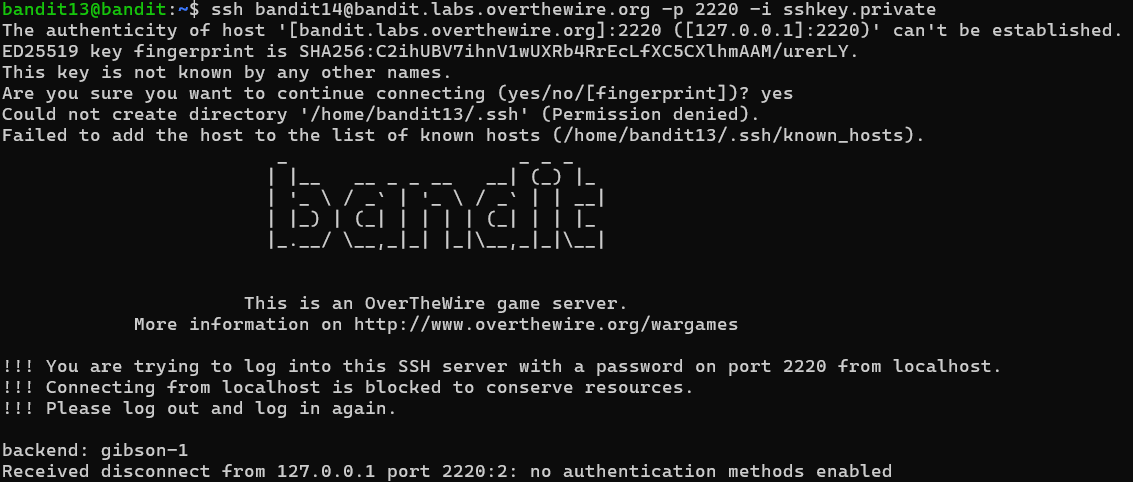 bandit13@bandit:~$ ssh bandit14@bandit.labs.overthewire.org -p 2220 -i sshkey.private
The authenticity of host '[bandit.labs.overthewire.org]:2220 ([127.0.0.1]:2220)' can't be established.
ED25519 key fingerprint is SHA256:C2ihUBV7ihnV1wUXRb4RrEcLfXC5CXlhmAAM/urerLY.
This key is not known by any other names.
Are you sure you want to continue connecting (yes/no/[fingerprint])? yes
Could not create directory '/home/bandit13/.ssh' (Permission denied).
Failed to add the host to the list of known hosts (/home/bandit13/.ssh/known_hosts).
bandit
This is an OverTheWire game server.
More information on http://www.overthewire.org/wargames
!!! You are trying to log into this SSH server with a password on port 2220 from localhost.
!!! Connecting from localhost is blocked to conserve resources.
!!! Please log out and log in again.
backend: gibson-1
Received disconnect from 127.0.0.1 port 2220:2: no authentication methods enabled